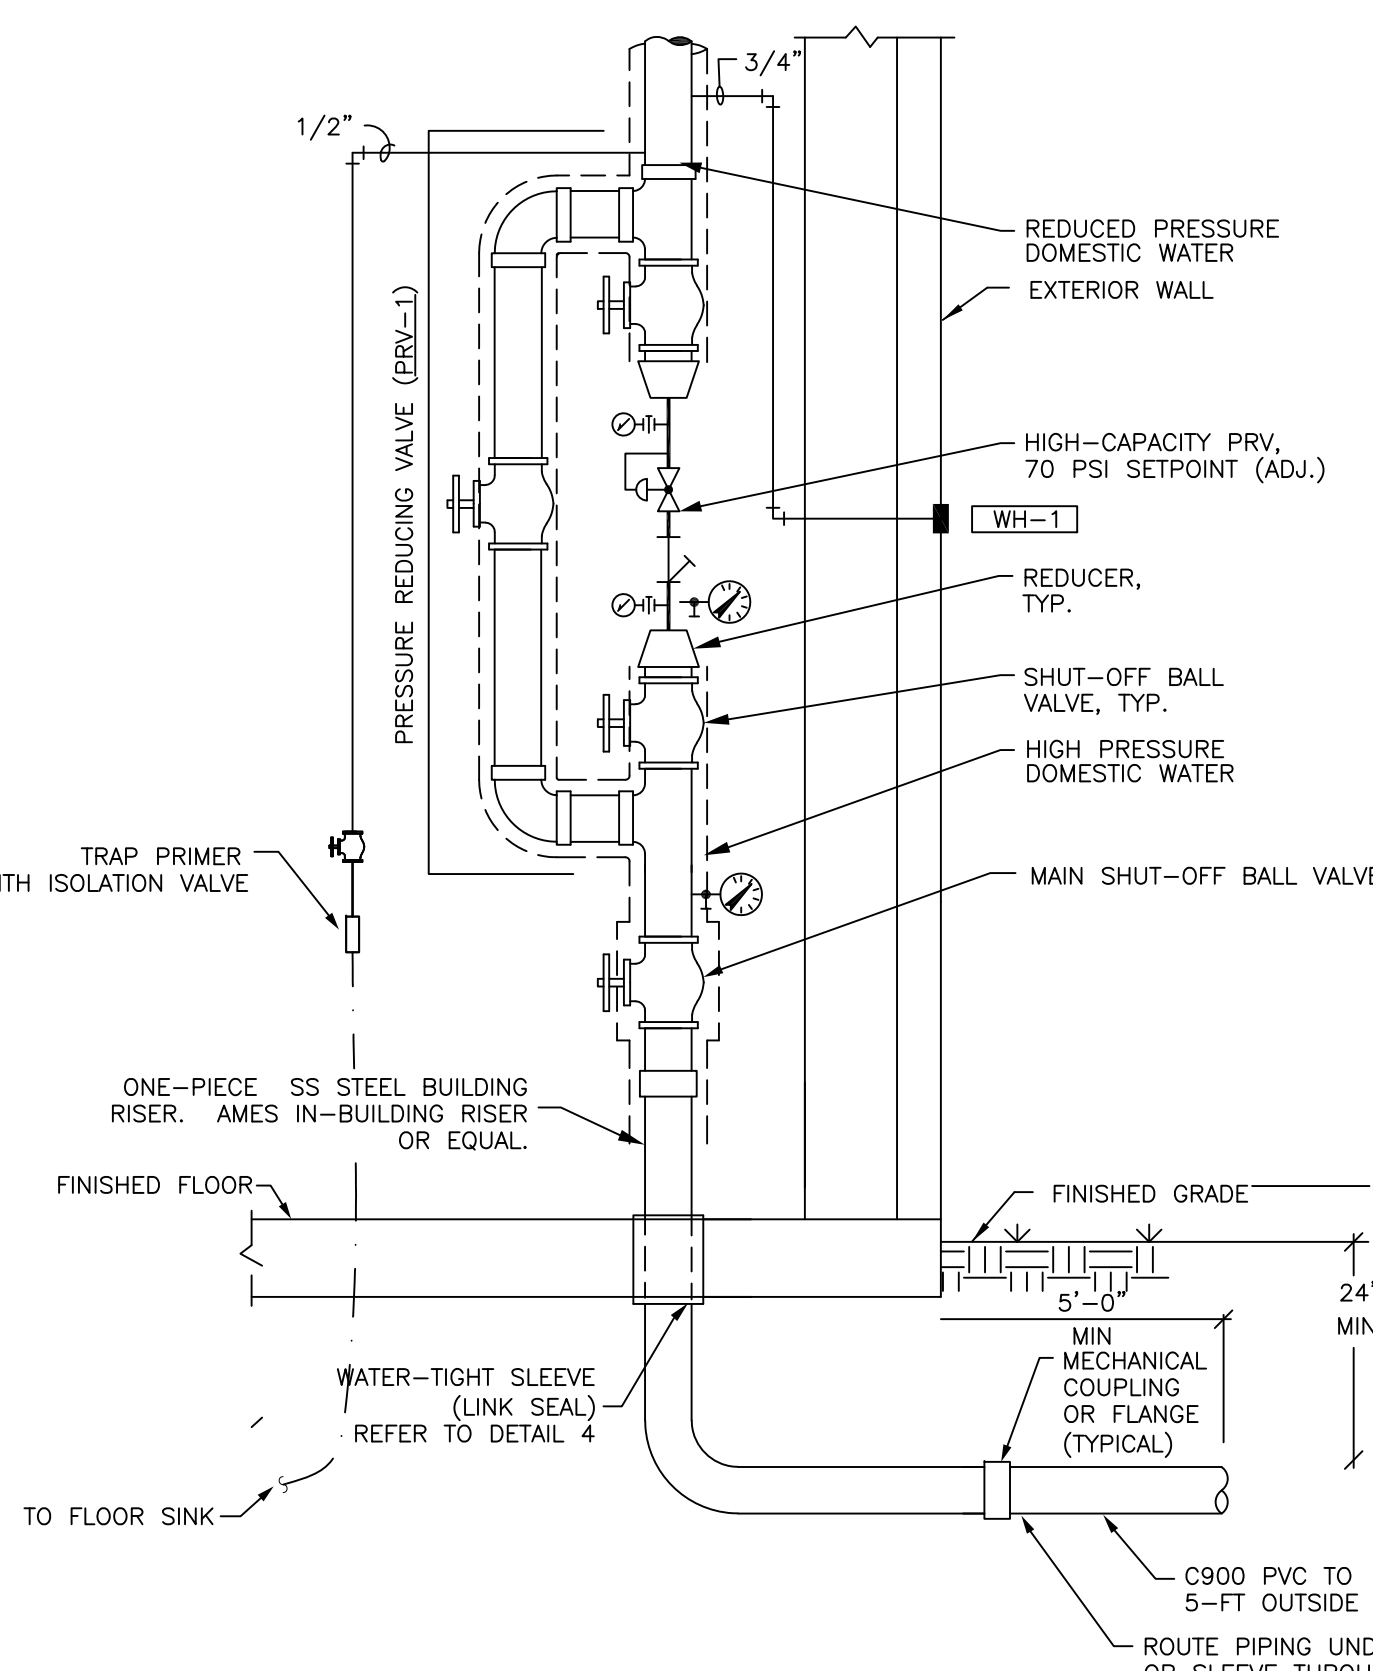 3/4"
1/2"
REDUCED PRESSURE
DOMESTIC WATER
EXTERIOR WALL
PRESSURE REDUCING VALVE (PRV-1)
HIGH-CAPACITY PRV,
70 PSI SETPOINT (ADJ.)
WH-1
REDUCER,
TYP.
SHUT-OFF BALL
VALVE, TYP.
HIGH PRESSURE
DOMESTIC WATER
TRAP PRIMER
ISOLATION VALVE
MAIN SHUT-OFF BALL VALVE
ONE-PIECE SS STEEL BUILDING
RISER. AMES IN-BUILDING RISER
OR EQUAL.
FINISHED FLOOR
FINISHED GRADE
5'-0"
MIN
24"
MIN
MECHANICAL
COUPLING
OR FLANGE
(TYPICAL)
WATER-TIGHT SLEEVE
(LINK SEAL)
REFER TO DETAIL 4
TO FLOOR SINK
C900 PVC TO
5-FT OUTSIDE
ROUTE PIPING
OR SLEEVE